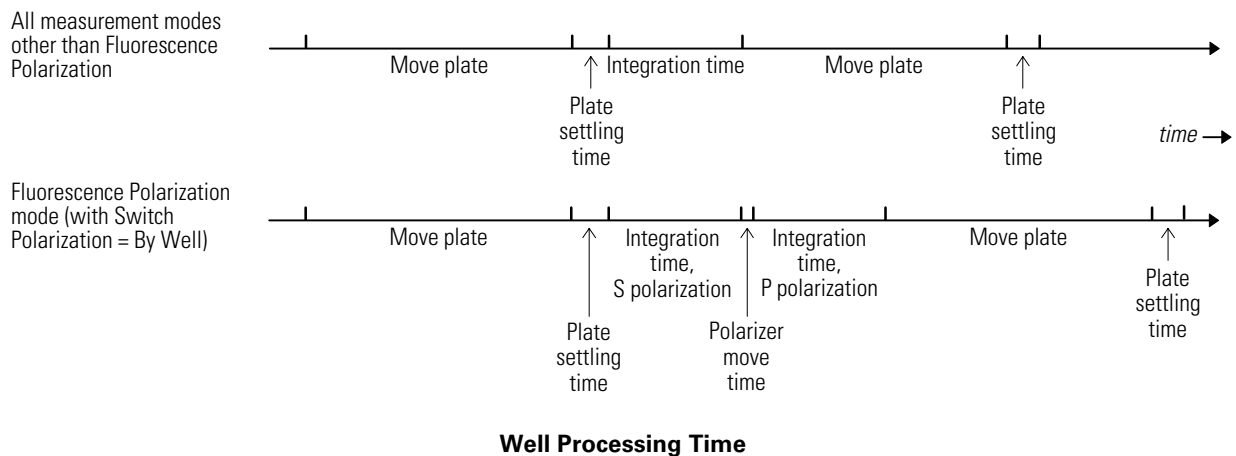 All measurement modes
other than Fluorescence
Polarization
Move plate
Integration time
Move plate
Plate
settling
time
Plate
settling
time
time
Fluorescence Polarization
mode (with Switch
Polarization = By Well)
Move plate
Integration
time,
S polarization
Integration
time,
P polarization
Move plate
Plate
settling
time
Polarizer
move
time
Plate
settling
time
Well Processing Time